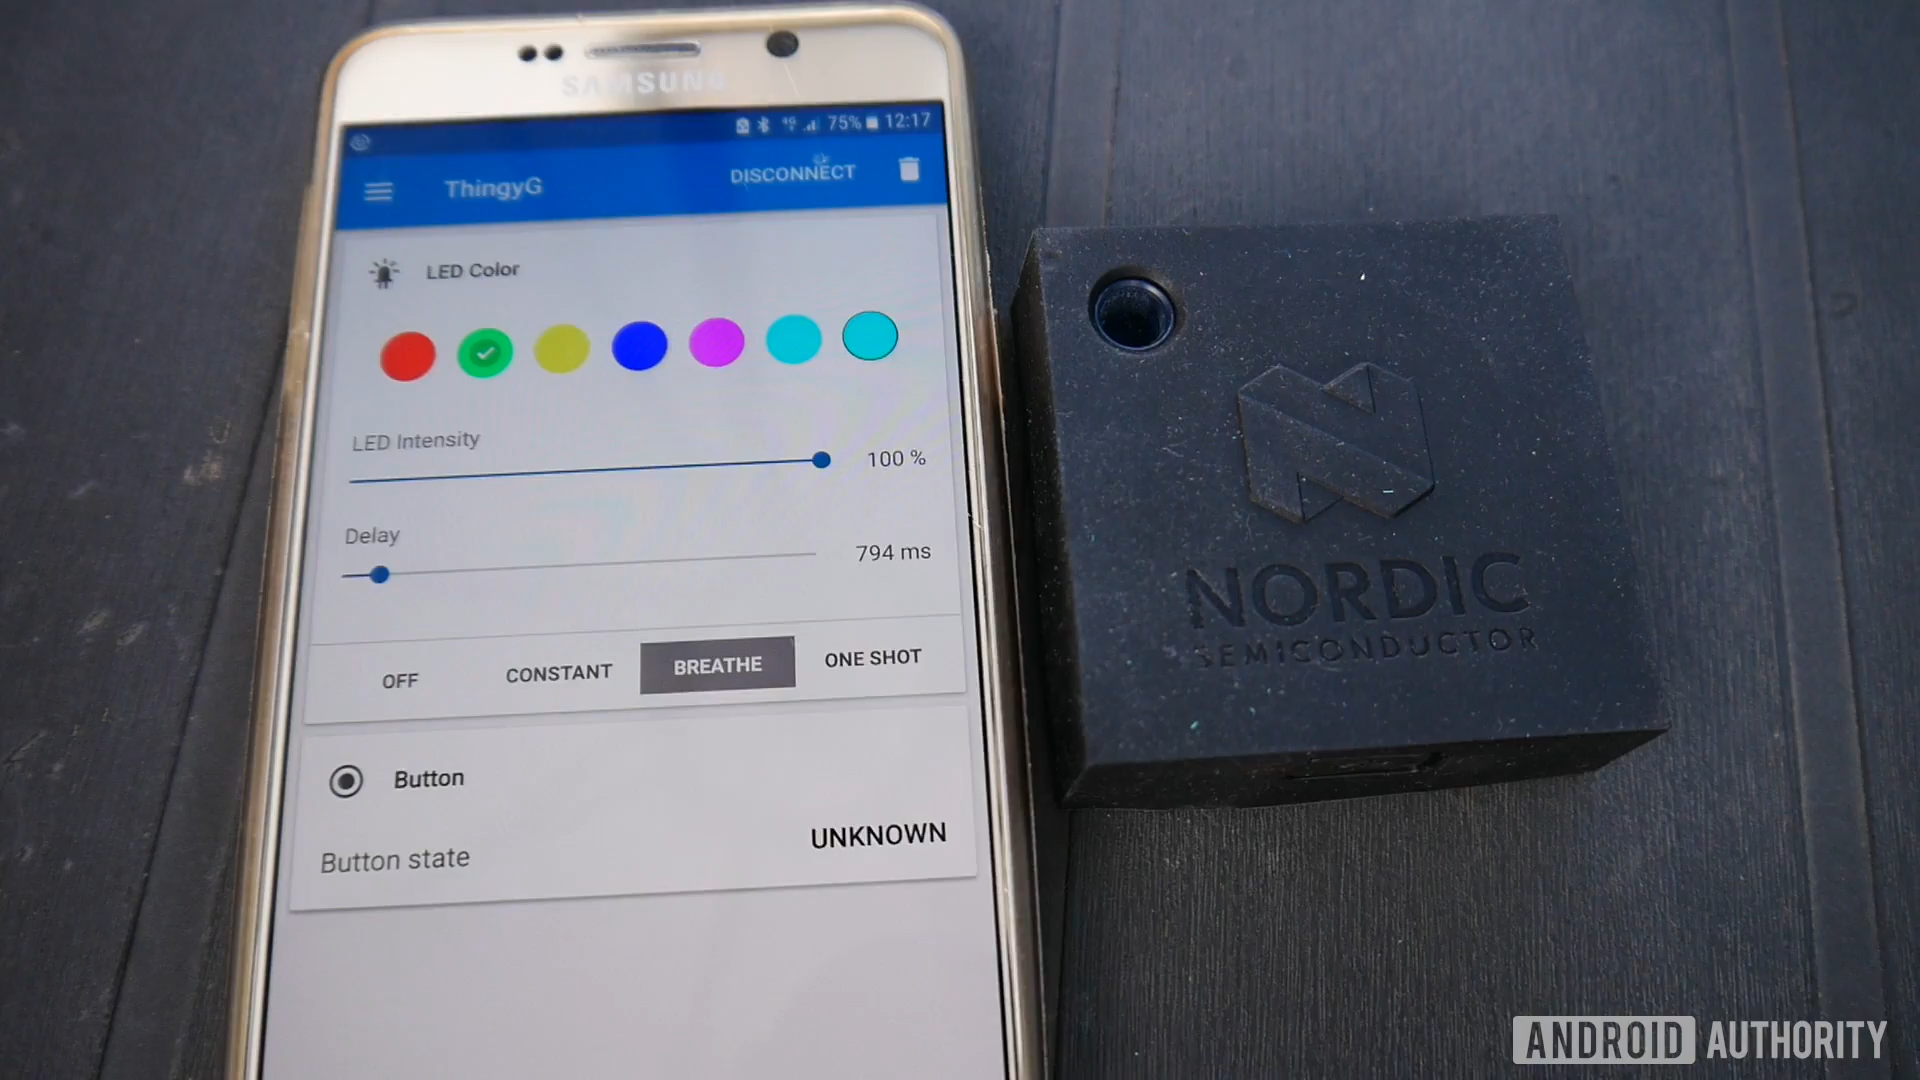 SAMSUNG
4G 75% 12:17
ThingyG DISCONNECT
LED Color
LED Intensity 100 %
Delay 794 ms
OFF CONSTANT BREATHE ONE SHOT
Button
Button state UNKNOWN
NORDIC
SEMICONDUCTOR
ANDROID AUTHORITY